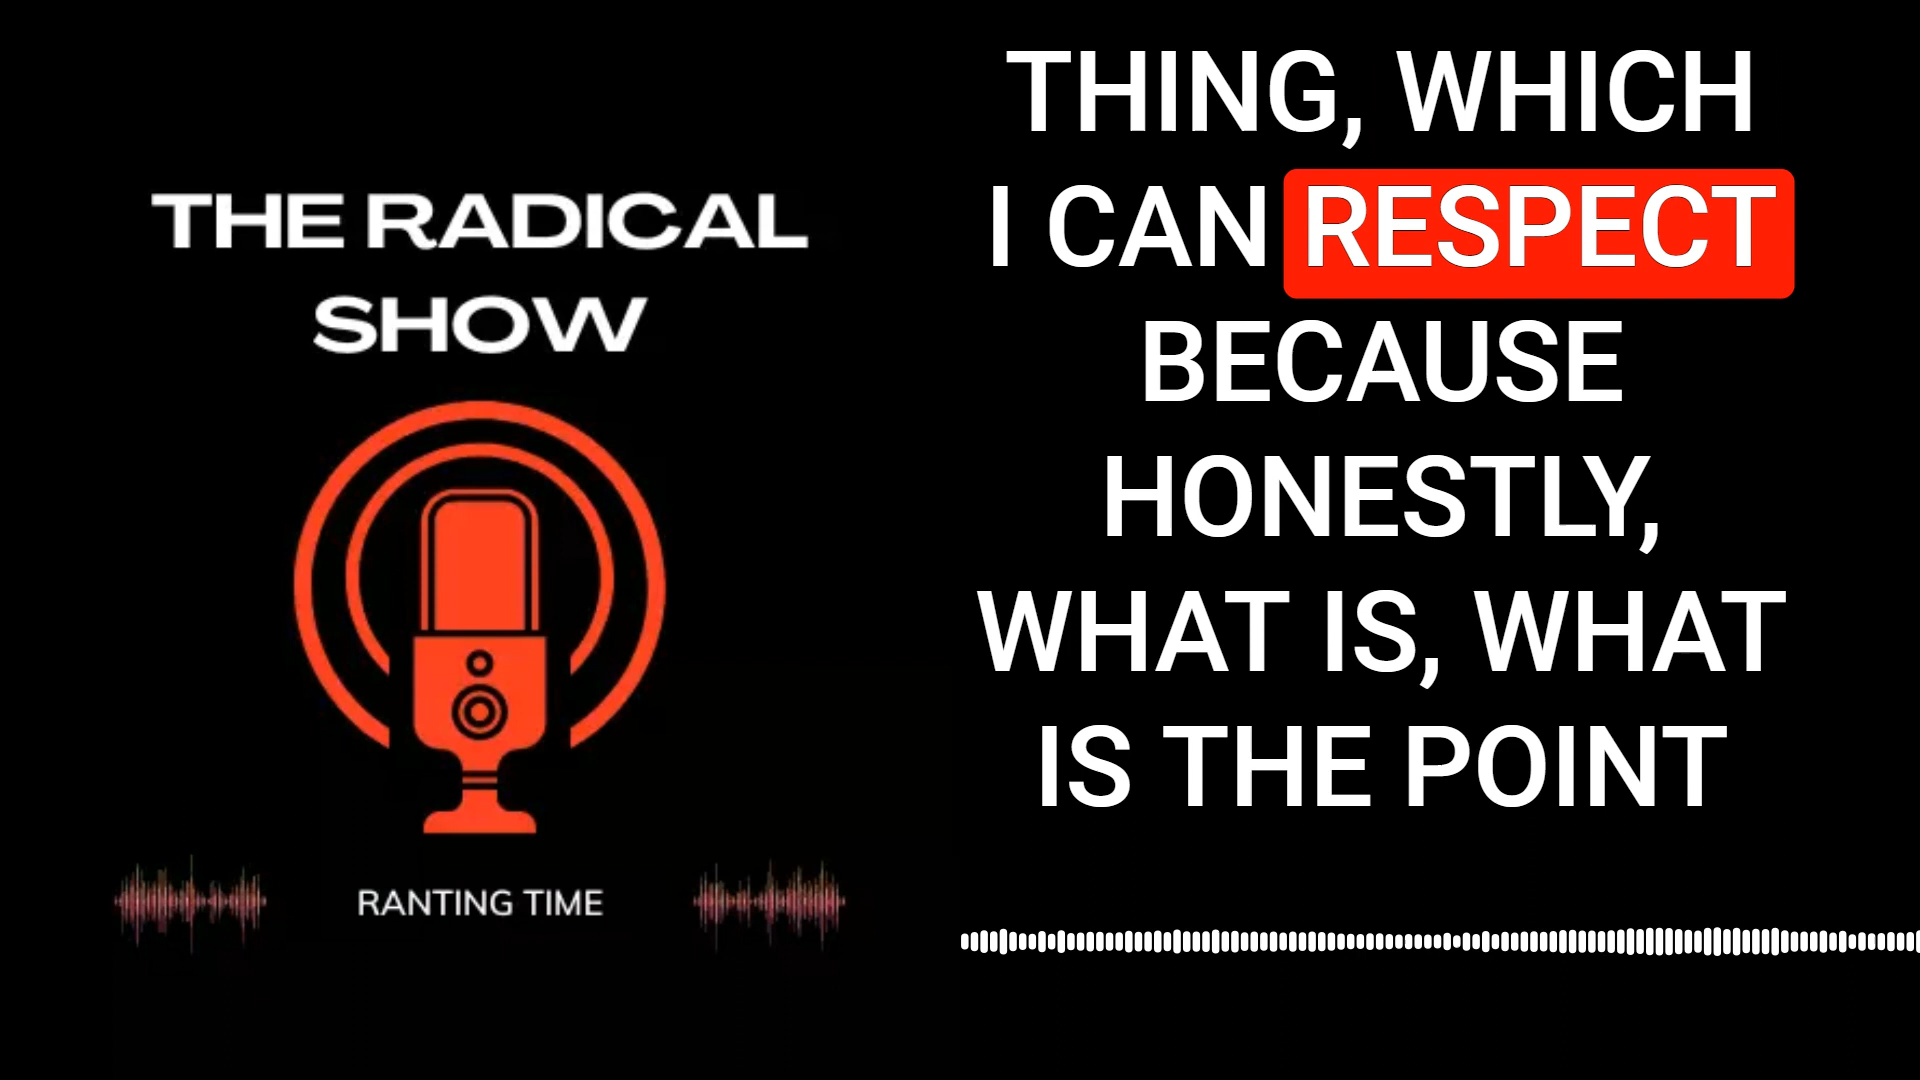 THE RADICAL
SHOW
RANTING TIME
THING, WHICH
I CAN RESPECT
BECAUSE
HONESTLY,
WHAT IS, WHAT
IS THE POINT